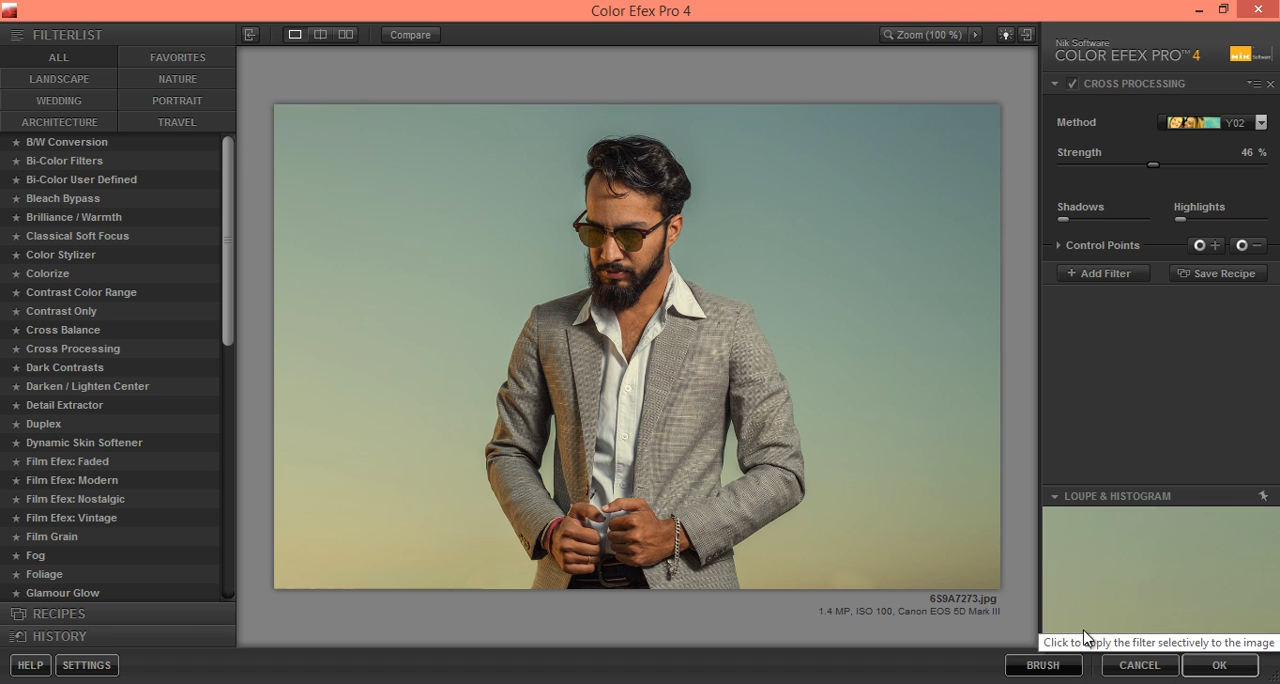 Color Efex Pro 4
FILTERLIST
ALL
FAVORITES
LANDSCAPE
NATURE
WEDDING
PORTRAIT
ARCHITECTURE
TRAVEL
B/W Conversion
Bi-Color Filters
Bi-Color User Defined
Bleach Bypass
Brilliance / Warmth
Classical Soft Focus
Color Stylizer
Colorize
Contrast Color Range
Contrast Only
Cross Balance
Cross Processing
Dark Contrasts
Darken / Lighten Center
Detail Extractor
Duplex
Dynamic Skin Softener
Film Efex: Faded
Film Efex: Modern
Film Efex: Nostalgic
Film Efex: Vintage
Film Grain
Fog
Foliage
Glamour Glow
RECIPES
HISTORY
HELP
SETTINGS
Compare
Zoom (100 %)
6S9A7273.jpg
1.4 MP, ISO 100, Canon EOS 5D Mark III
Nik Software
COLOR EFEX PRO™ 4
Nik Software
CROSS PROCESSING
Method
Y02
Strength
46 %
Shadows
Highlights
Control Points
+ Add Filter
Save Recipe
LOUPE & HISTOGRAM
Click to apply the filter selectively to the image
BRUSH
CANCEL
OK